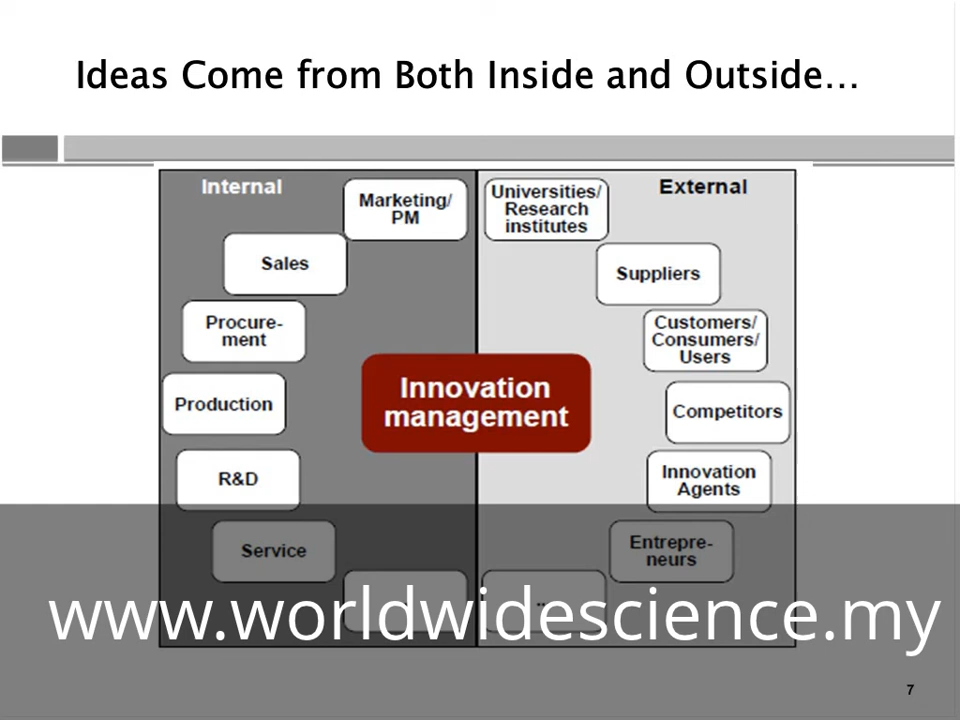 Ideas Come from Both Inside and Outside…
Internal
External
Marketing/
PM
Sales
Procure-
ment
Production
R&D
Service
Innovation
management
Universities/
Research
institutes
Suppliers
Customers/
Consumers/
Users
Competitors
Innovation
Agents
Entrepre-
neurs
www.worldwidescience.my
7